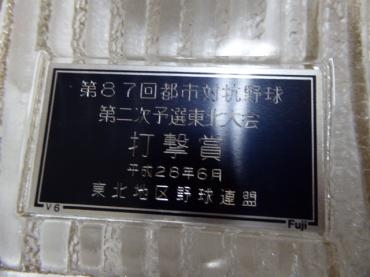 第87回都市対抗野球
第二次予選東北大会
打撃賞
平成28年6月
東北地区野球連盟
V6
Fuji